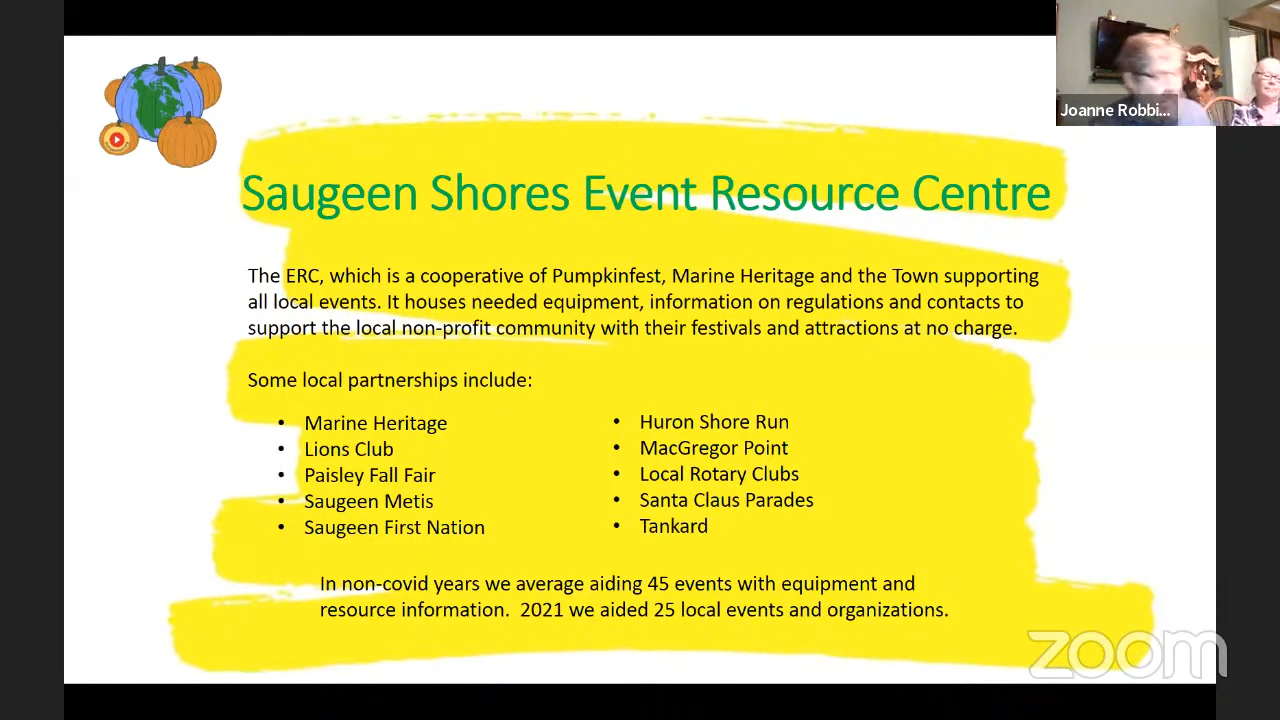 Joanne Robbi...
Saugeen Shores Event Resource Centre
The ERC, which is a cooperative of Pumpkinfest, Marine Heritage and the Town supporting
all local events. It houses needed equipment, information on regulations and contacts to
support the local non-profit community with their festivals and attractions at no charge.
Some local partnerships include:
• Marine Heritage
• Lions Club
• Paisley Fall Fair
• Saugeen Metis
• Saugeen First Nation
• Huron Shore Run
• MacGregor Point
• Local Rotary Clubs
• Santa Claus Parades
• Tankard
In non-covid years we average aiding 45 events with equipment and
resource information. 2021 we aided 25 local events and organizations.
zoom